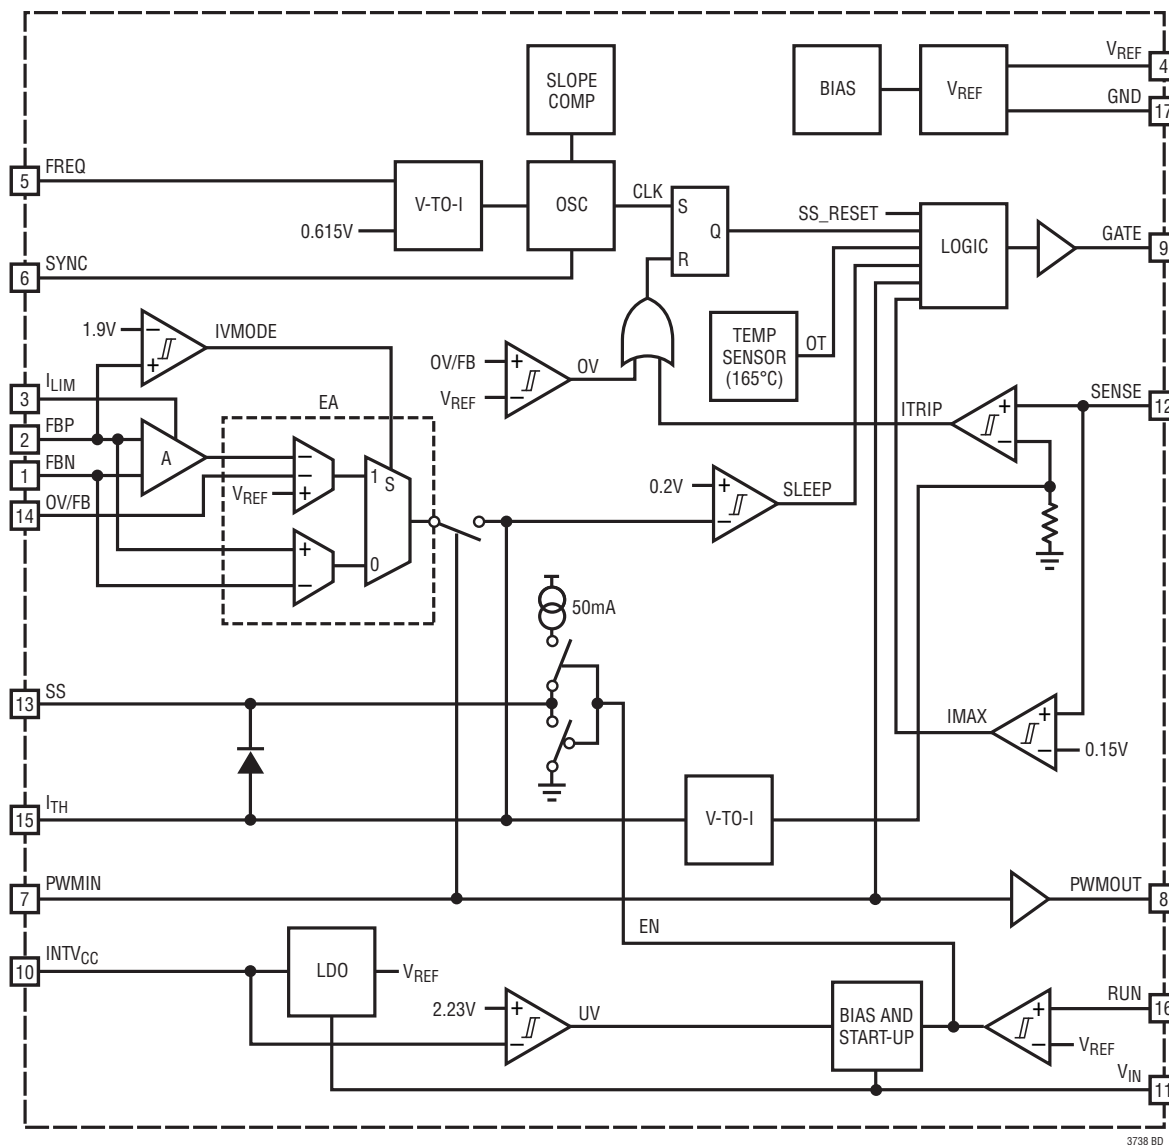 SLOPE
COMP
BIAS
VREF
VREF
4
GND
17
5
FREQ
V-TO-I
OSC
CLK
S
Q
R
0.615V
SS_RESET
LOGIC
GATE
9
6
SYNC
1.9V
–
+
IVMODE
TEMP
SENSOR
(165°C)
OT
OV/FB
+
VREF
–
OV
ILIM
3
FBP
2
FBN
1
OV/FB
14
A
EA
–
–
VREF
+
1
S
+
–
0
ITRIP
+
–
SENSE
12
0.2V
+
–
SLEEP
50mA
13
SS
IMAX
+
–
0.15V
ITH
15
V-TO-I
7
PWMIN
PWMOUT
8
EN
10
INTVCC
LDO
VREF
2.23V
+
–
UV
BIAS AND
START-UP
+
–
RUN
16
VREF
VIN
11
3738 BD